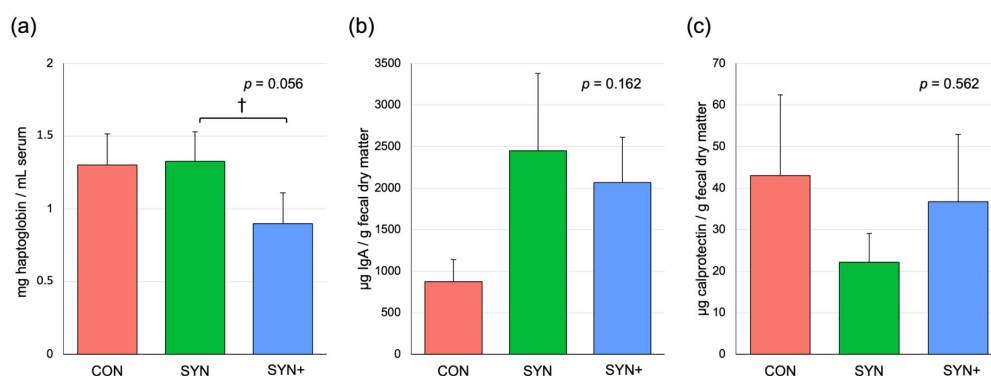 (a)
mg haptoglobin / mL serum
2
1.5
1
0.5
0
p = 0.056
†
CON SYN SYN+
(b)
µg IgA / g fecal dry matter
3500
3000
2500
2000
1500
1000
500
0
p = 0.162
CON SYN SYN+
(c)
µg calprotectin / g fecal dry matter
70
60
50
40
30
20
10
0
p = 0.562
CON SYN SYN+